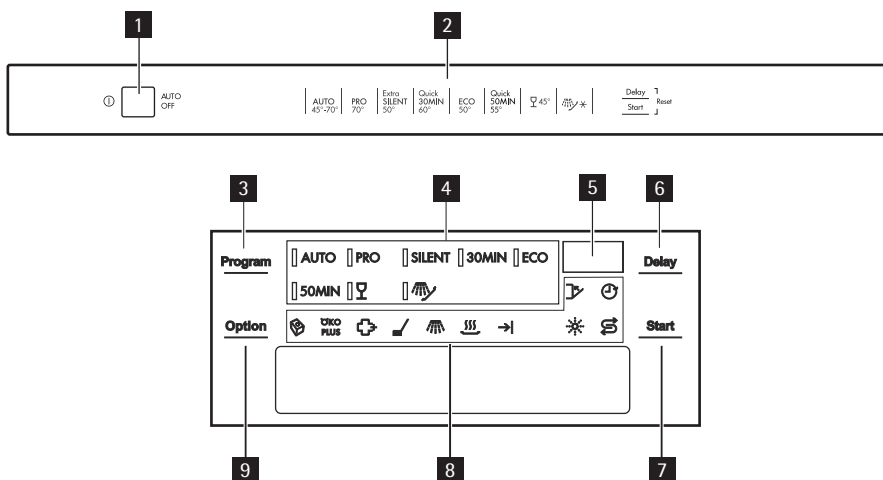 1
2
AUTO
OFF
AUTO
45°-70°
PRO
70°
Extra
SILENT
50°
Quick
30MIN
60°
ECO
50°
Quick
50MIN
55°
45°
Delay
Start
Reset
3
4
5
6
Program
AUTO PRO SILENT 30MIN ECO
Delay
50MIN
Option
ÖKO
PLUS
Start
9
8
7